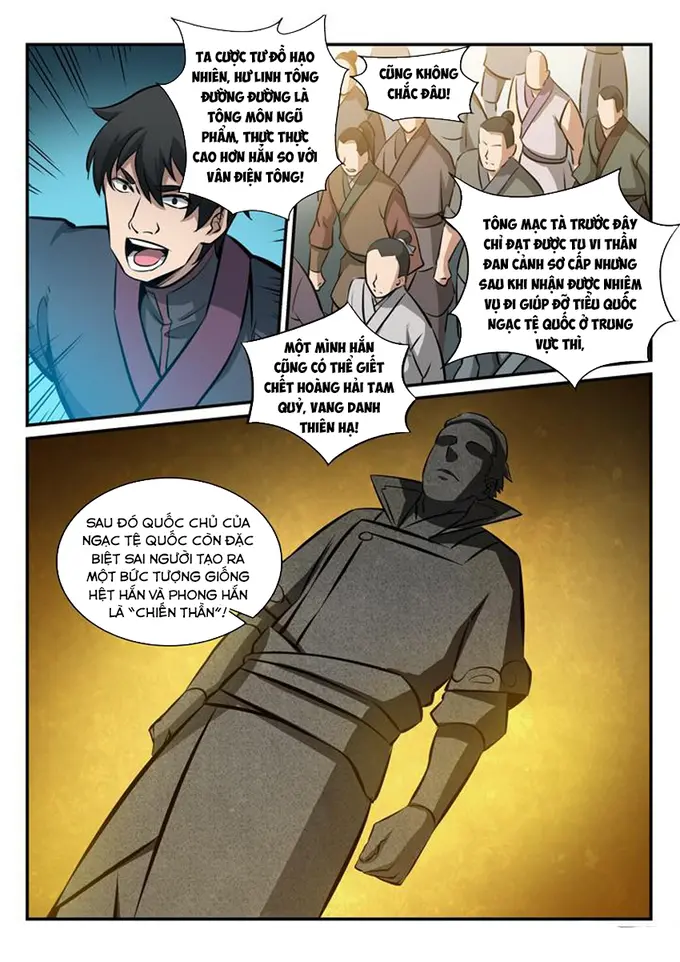 TA CƯỢC TƯ ĐỒ HẠO
NHIÊN, HƯ LINH TÔNG
ĐƯỜNG ĐƯỜNG LÀ
TÔNG MÔN NGŨ
PHẨM, THỰC THỰC
CAO HƠN HẲN SO VỚI
VÂN ĐIỆN TÔNG!
CŨNG KHÔNG
CHẮC ĐÂU!
TÔNG MẠC TÀ TRƯỚC ĐÂY
CHỈ ĐẠT ĐƯỢC TU VI THẦN
ĐAN CẢNH SƠ CẤP NHƯNG
SAU KHI NHẬN ĐƯỢC NHIỆM
VỤ ĐI GIÚP ĐỠ TIỂU QUỐC
NGẠC TỆ QUỐC Ở TRUNG
VỰC THÌ,
MỘT MÌNH HẮN
CŨNG CÓ THỂ GIẾT
CHẾT HOÀNG HẢI TAM
QUỶ, VANG DANH
THIÊN HẠ!
SAU ĐÓ QUỐC CHỦ CỦA
NGẠC TỆ QUỐC CÒN ĐẶC
BIỆT SAI NGƯỜI TẠO RA
MỘT BỨC TƯỢNG GIỐNG
HỆT HẮN VÀ PHONG HẮN
LÀ "CHIẾN THẦN"!